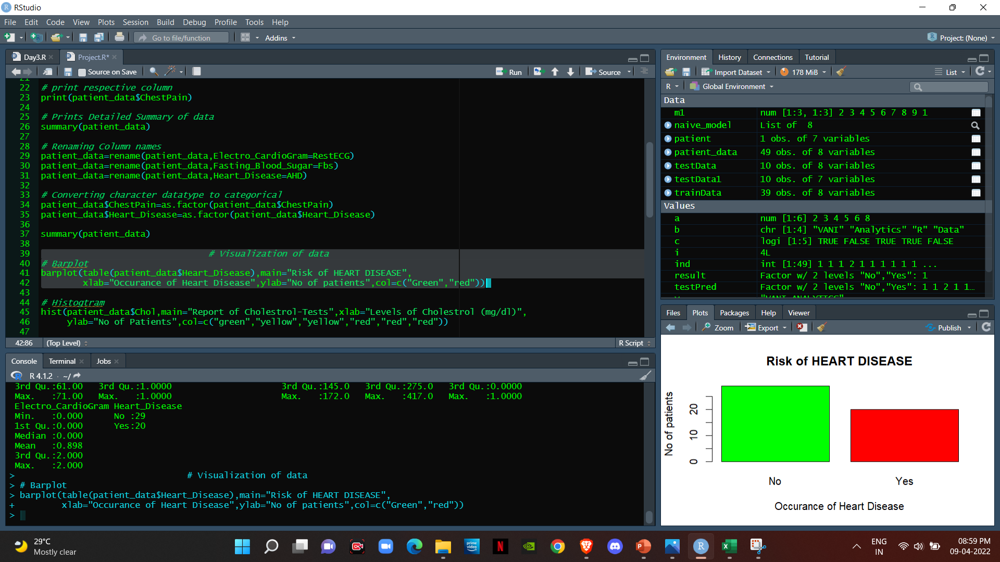 RStudio
File Edit Code View Plots Session Build Debug Profile Tools Help
Go to file/function Addins Project: (None)
Day3.R Project.R*
Source on Save Run Source
22 # print respective column
23 print(patient_data$ChestPain)
24
25 # Prints Detailed Summary of data
26 summary(patient_data)
27
28 # Renaming Column names
29 patient_data=rename(patient_data,Electro_CardioGram=RestECG)
30 patient_data=rename(patient_data,Fasting_Blood_Sugar=Fbs)
31 patient_data=rename(patient_data,Heart_Disease=AHD)
32
33 # Converting character datatype to categorical
34 patient_data$ChestPain=as.factor(patient_data$ChestPain)
35 patient_data$Heart_Disease=as.factor(patient_data$Heart_Disease)
36
37 summary(patient_data)
38
39 # Visualization of data
40 # Barplot
41 barplot(table(patient_data$Heart_Disease),main="Risk of HEART DISEASE",
42 xlab="Occurance of Heart Disease",ylab="No of patients",col=c("Green","red"))
43
44 # Histogtram
45 hist(patient_data$Chol,main="Report of Cholestrol-Tests",xlab="Levels of Cholestrol (mg/dl)",
46 ylab="No of Patients",col=c("green","yellow","yellow","red","red","red"))
47
42:86 (Top Level) R Script
Console Terminal Jobs
R 4.1.2 · ~/
3rd Qu.:61.00 3rd Qu.:1.0000 3rd Qu.:145.0 3rd Qu.:275.0 3rd Qu.:0.0000
Max. :71.00 Max. :1.0000 Max. :172.0 Max. :417.0 Max. :1.0000
Electro_CardioGram Heart_Disease
Min. :0.000 No :29
1st Qu.:0.000 Yes:20
Median :0.000
Mean :0.898
3rd Qu.:2.000
Max. :2.000
> # Visualization of data
> # Barplot
> barplot(table(patient_data$Heart_Disease),main="Risk of HEART DISEASE",
+ xlab="Occurance of Heart Disease",ylab="No of patients",col=c("Green","red"))
>
Environment History Connections Tutorial
Import Dataset 178 MiB List
R Global Environment
Data
m1 num [1:3, 1:3] 2 3 4 5 6 7 8 9 1
naive_model List of 8
patient 1 obs. of 7 variables
patient_data 49 obs. of 8 variables
testData 10 obs. of 8 variables
testData1 10 obs. of 7 variables
trainData 39 obs. of 8 variables
Values
a num [1:6] 2 3 4 5 6 8
b chr [1:4] "VANI" "Analytics" "R" "Data"
c logi [1:5] TRUE FALSE TRUE TRUE FALSE
i 4L
ind int [1:49] 1 1 1 2 1 1 1 1 1 1 ...
result Factor w/ 2 levels "No","Yes": 1
testPred Factor w/ 2 levels "No","Yes": 1 1 2 1 1…
Files Plots Packages Help Viewer
Zoom Export Publish
Risk of HEART DISEASE
No of patients
20
10
0
No Yes
Occurance of Heart Disease
29°C
Mostly clear
prime video
ENG
IN
08:59 PM
09-04-2022